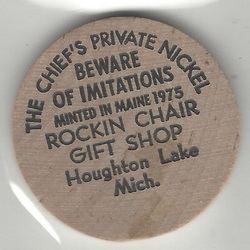 THE CHIEF'S PRIVATE NICKEL
BEWARE
OF IMITATIONS
MINTED IN MAINE 1975
ROCKIN CHAIR
GIFT SHOP
Houghton Lake
Mich.